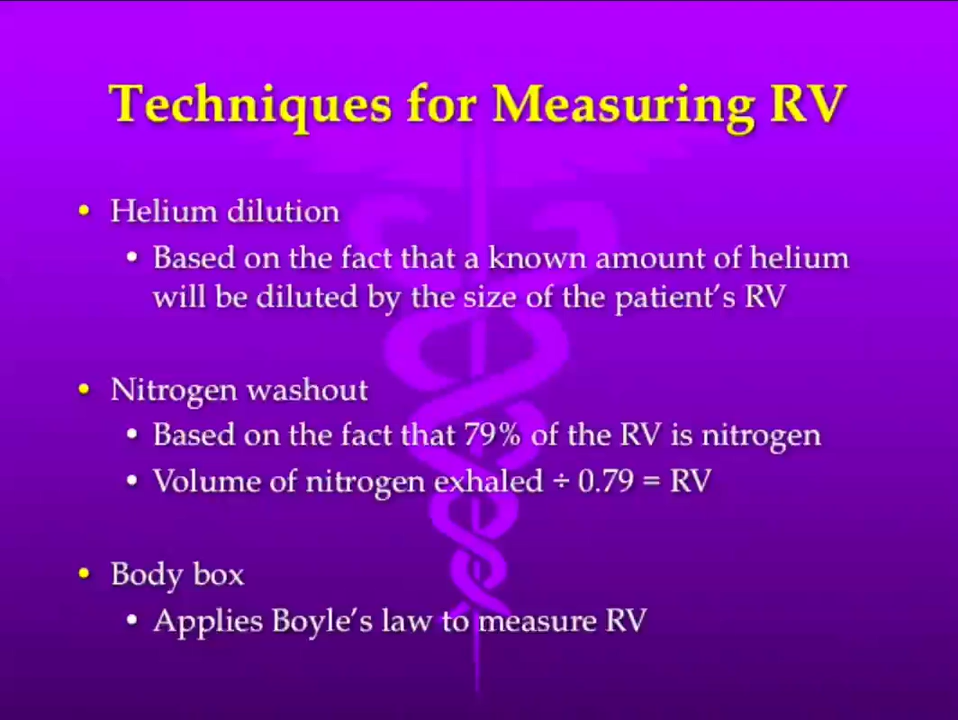 Techniques for Measuring RV
• Helium dilution
• Based on the fact that a known amount of helium
will be diluted by the size of the patient's RV
• Nitrogen washout
• Based on the fact that 79% of the RV is nitrogen
• Volume of nitrogen exhaled ÷ 0.79 = RV
• Body box
• Applies Boyle's law to measure RV